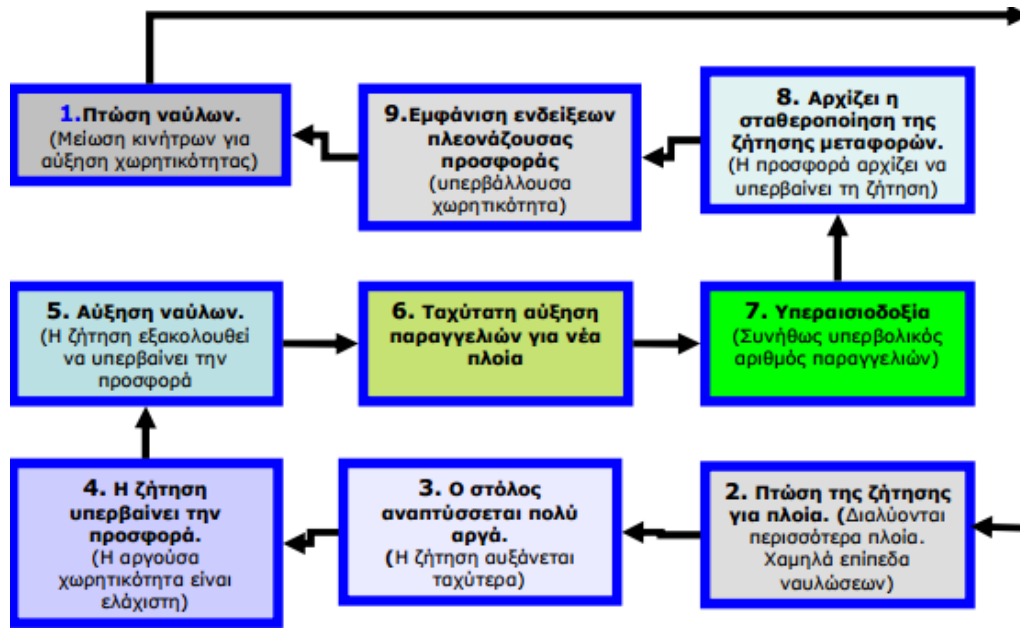 1.Πτώση ναύλων.
(Μείωση κινήτρων για
αύξηση χωρητικότητας)
9.Εμφάνιση ενδείξεων
πλεονάζουσας
προσφοράς
(υπερβάλλουσα
χωρητικότητα)
8. Αρχίζει η
σταθεροποίηση της
ζήτησης μεταφορών.
(Η προσφορά αρχίζει να
υπερβαίνει τη ζήτηση)
5. Αύξηση ναύλων.
(Η ζήτηση εξακολουθεί
να υπερβαίνει την
προσφορά
6. Ταχύτατη αύξηση
παραγγελιών για νέα
πλοία
7. Υπεραισιοδοξία
(Συνήθως υπερβολικός
αριθμός παραγγελιών)
4. Η ζήτηση
υπερβαίνει την
προσφορά.
(Η αργούσα
χωρητικότητα είναι
ελάχιστη)
3. Ο στόλος
αναπτύσσεται πολύ
αργά.
(Η ζήτηση αυξάνεται
ταχύτερα)
2. Πτώση της ζήτησης
για πλοία. (Διαλύονται
περισσότερα πλοία.
Χαμηλά επίπεδα
ναυλώσεων)